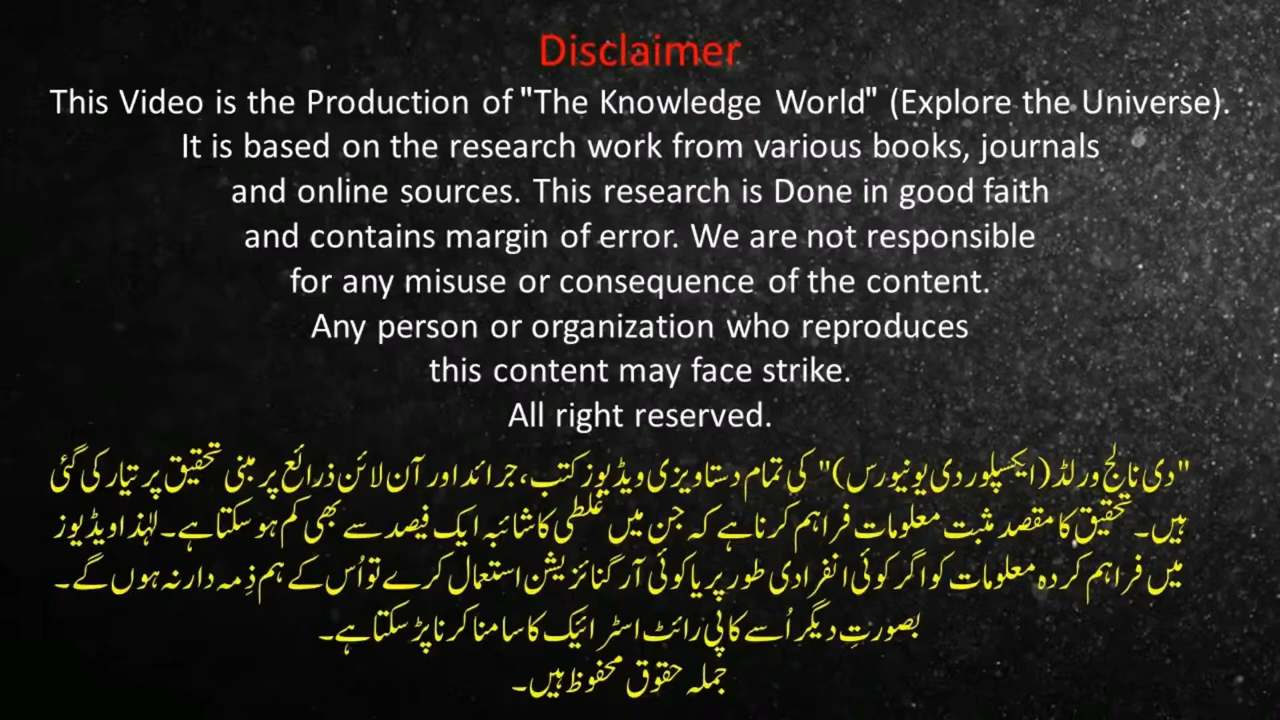 Disclaimer
This Video is the Production of "The Knowledge World" (Explore the Universe).
It is based on the research work from various books, journals
and online sources. This research is Done in good faith
and contains margin of error. We are not responsible
for any misuse or consequence of the content.
Any person or organization who reproduces
this content may face strike.
All right reserved.
"دی نالج ورلڈ (ایکسپلور دی یونیورس)" کی تمام دستاویزی ویڈیوز کتب، جرائد اور آن لائن ذرائع پر مبنی تحقیق پر تیار کی گئی
ہیں۔ تحقیق کا مقصد مثبت معلومات فراہم کرنا ہے کہ جن میں غلطی کا شائبہ ایک فیصد سے بھی کم ہو سکتا ہے۔ لہٰذا ویڈیوز
میں فراہم کردہ معلومات کو اگر کوئی انفرادی طور پر یا کوئی آرگنائزیشن استعمال کرے تو اُس کے ہم ذِمہ دار نہ ہوں گے۔
بصورتِ دیگر اُسے کاپی رائٹ اسٹرائیک کا سامنا کرنا پڑ سکتا ہے۔
جملہ حقوق محفوظ ہیں۔